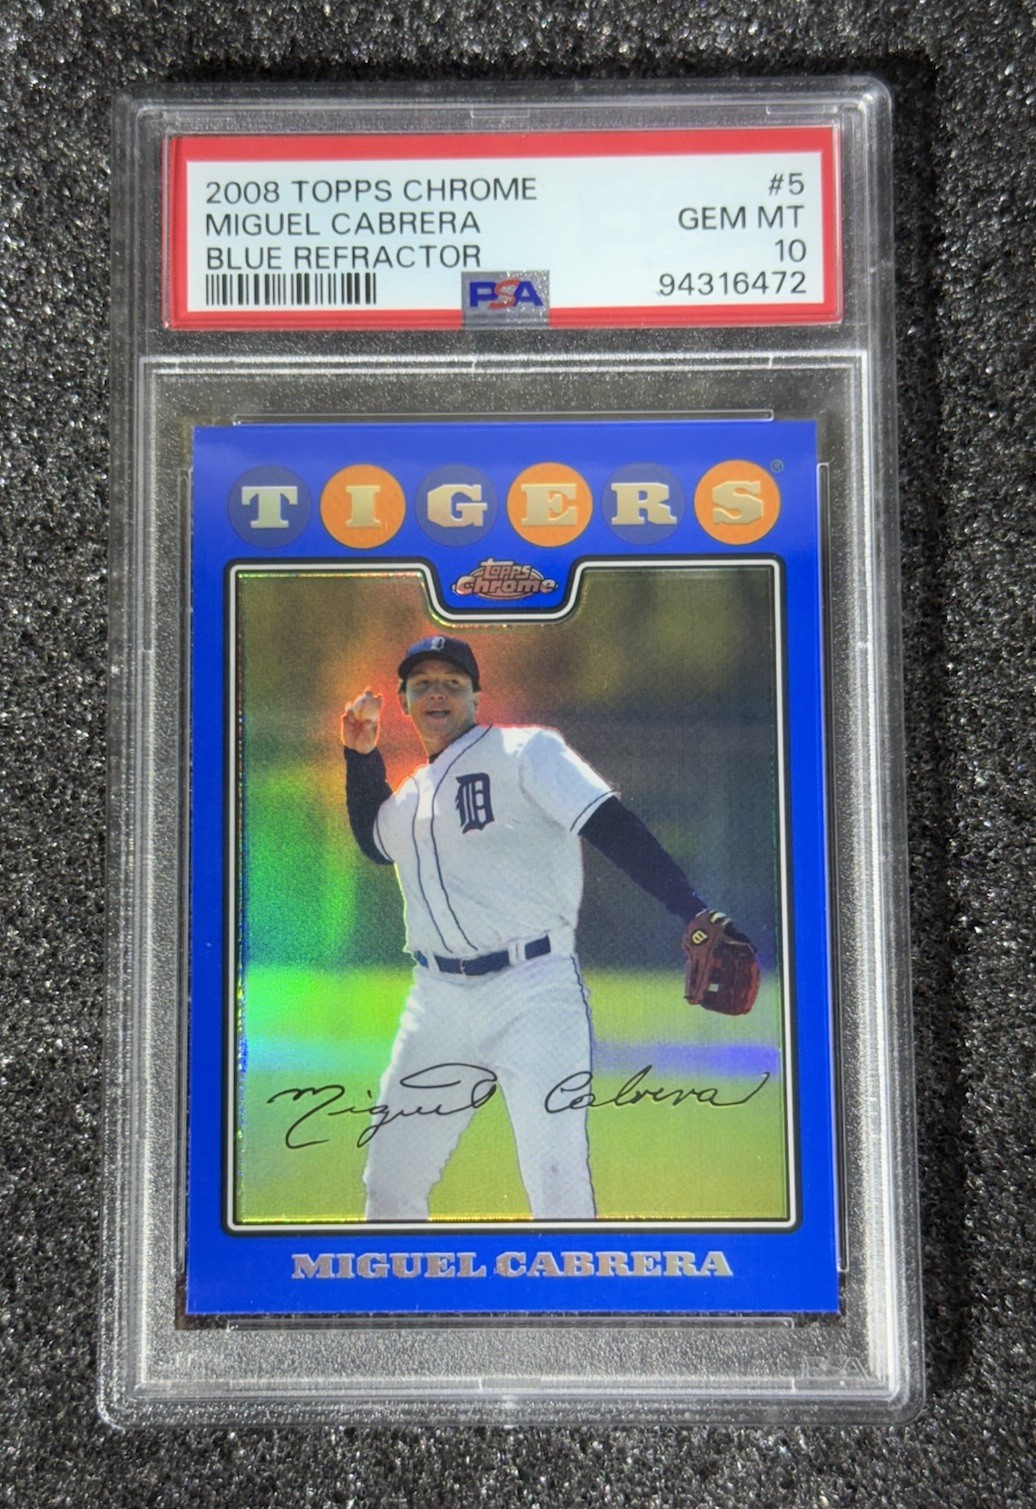 2008 TOPPS CHROME #5
MIGUEL CABRERA GEM MT
BLUE REFRACTOR 10
PSA 94316472
TIGERS ®
Topps
Chrome
D
D
Miguel Cabrera
MIGUEL CABRERA
PSA